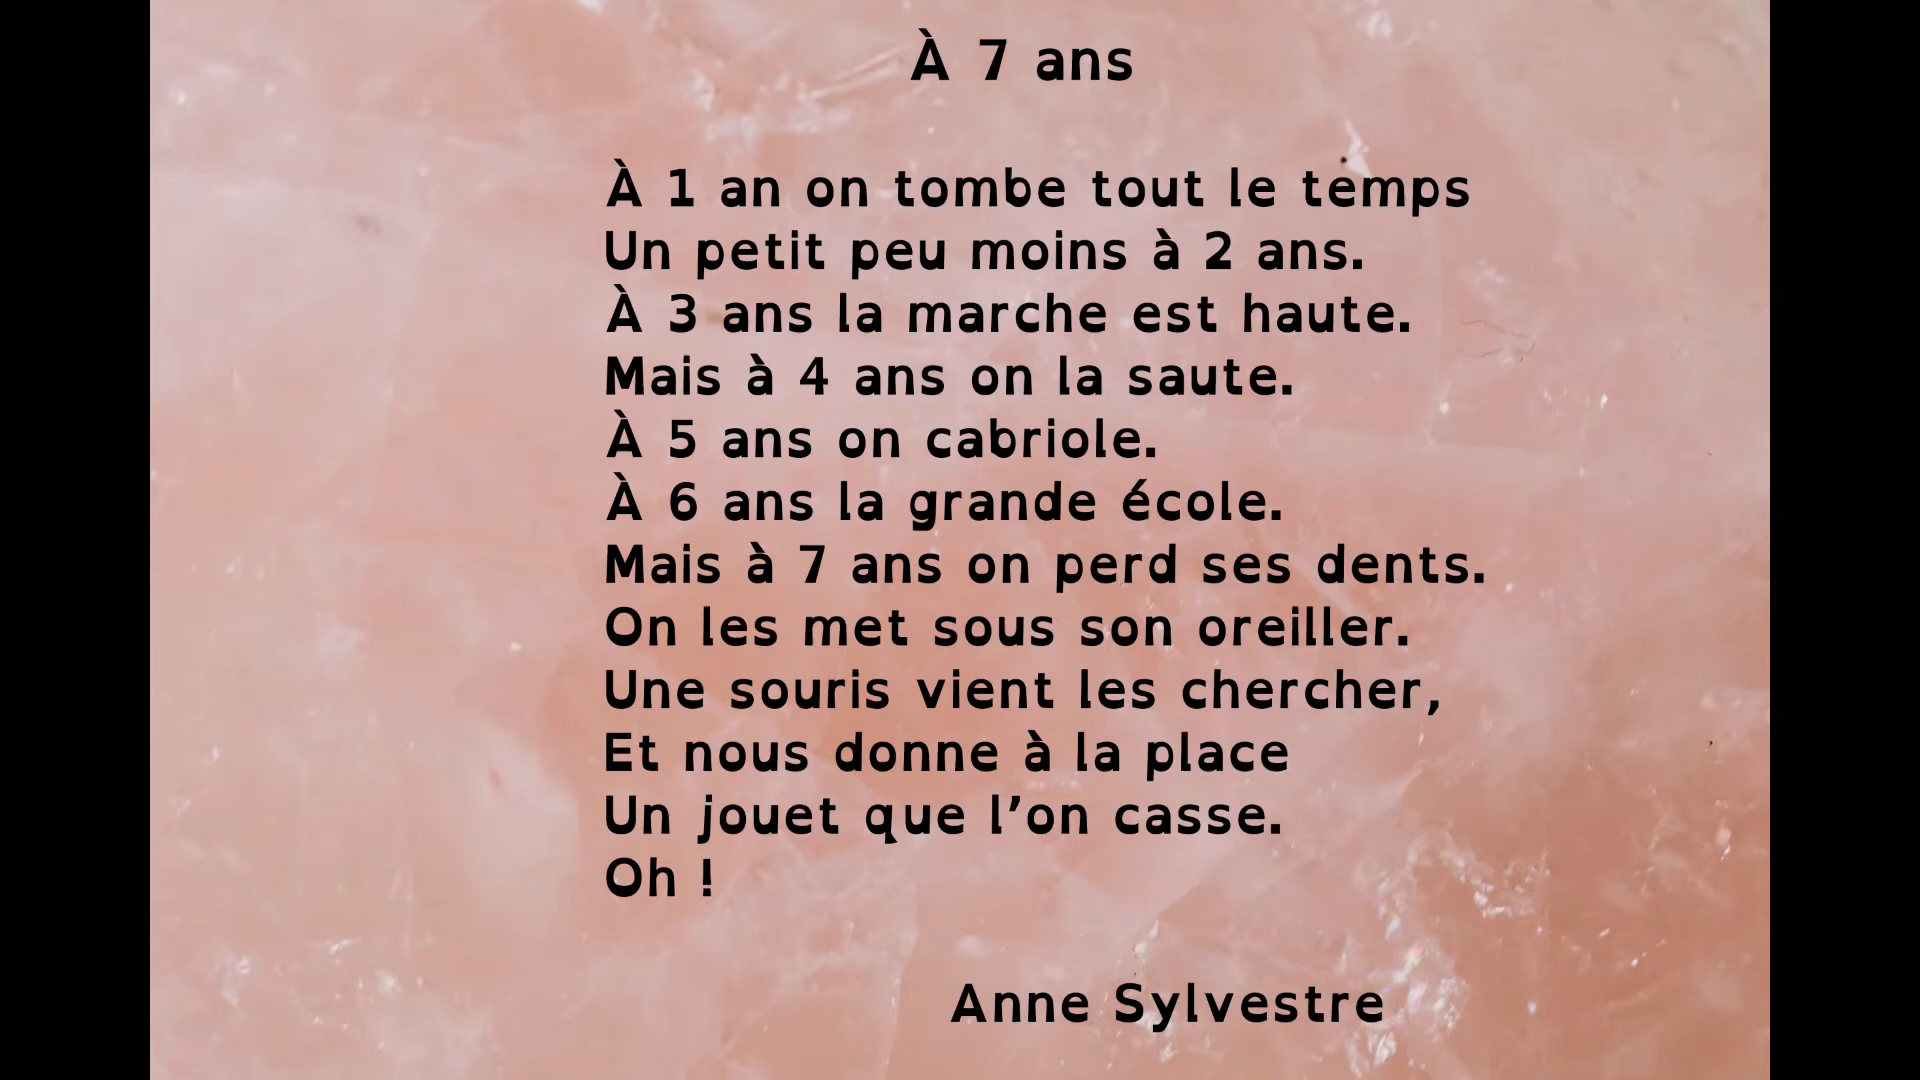 À 7 ans
À 1 an on tombe tout le temps
Un petit peu moins à 2 ans.
À 3 ans la marche est haute.
Mais à 4 ans on la saute.
À 5 ans on cabriole.
À 6 ans la grande école.
Mais à 7 ans on perd ses dents.
On les met sous son oreiller.
Une souris vient les chercher,
Et nous donne à la place
Un jouet que l’on casse.
Oh !
Anne Sylvestre